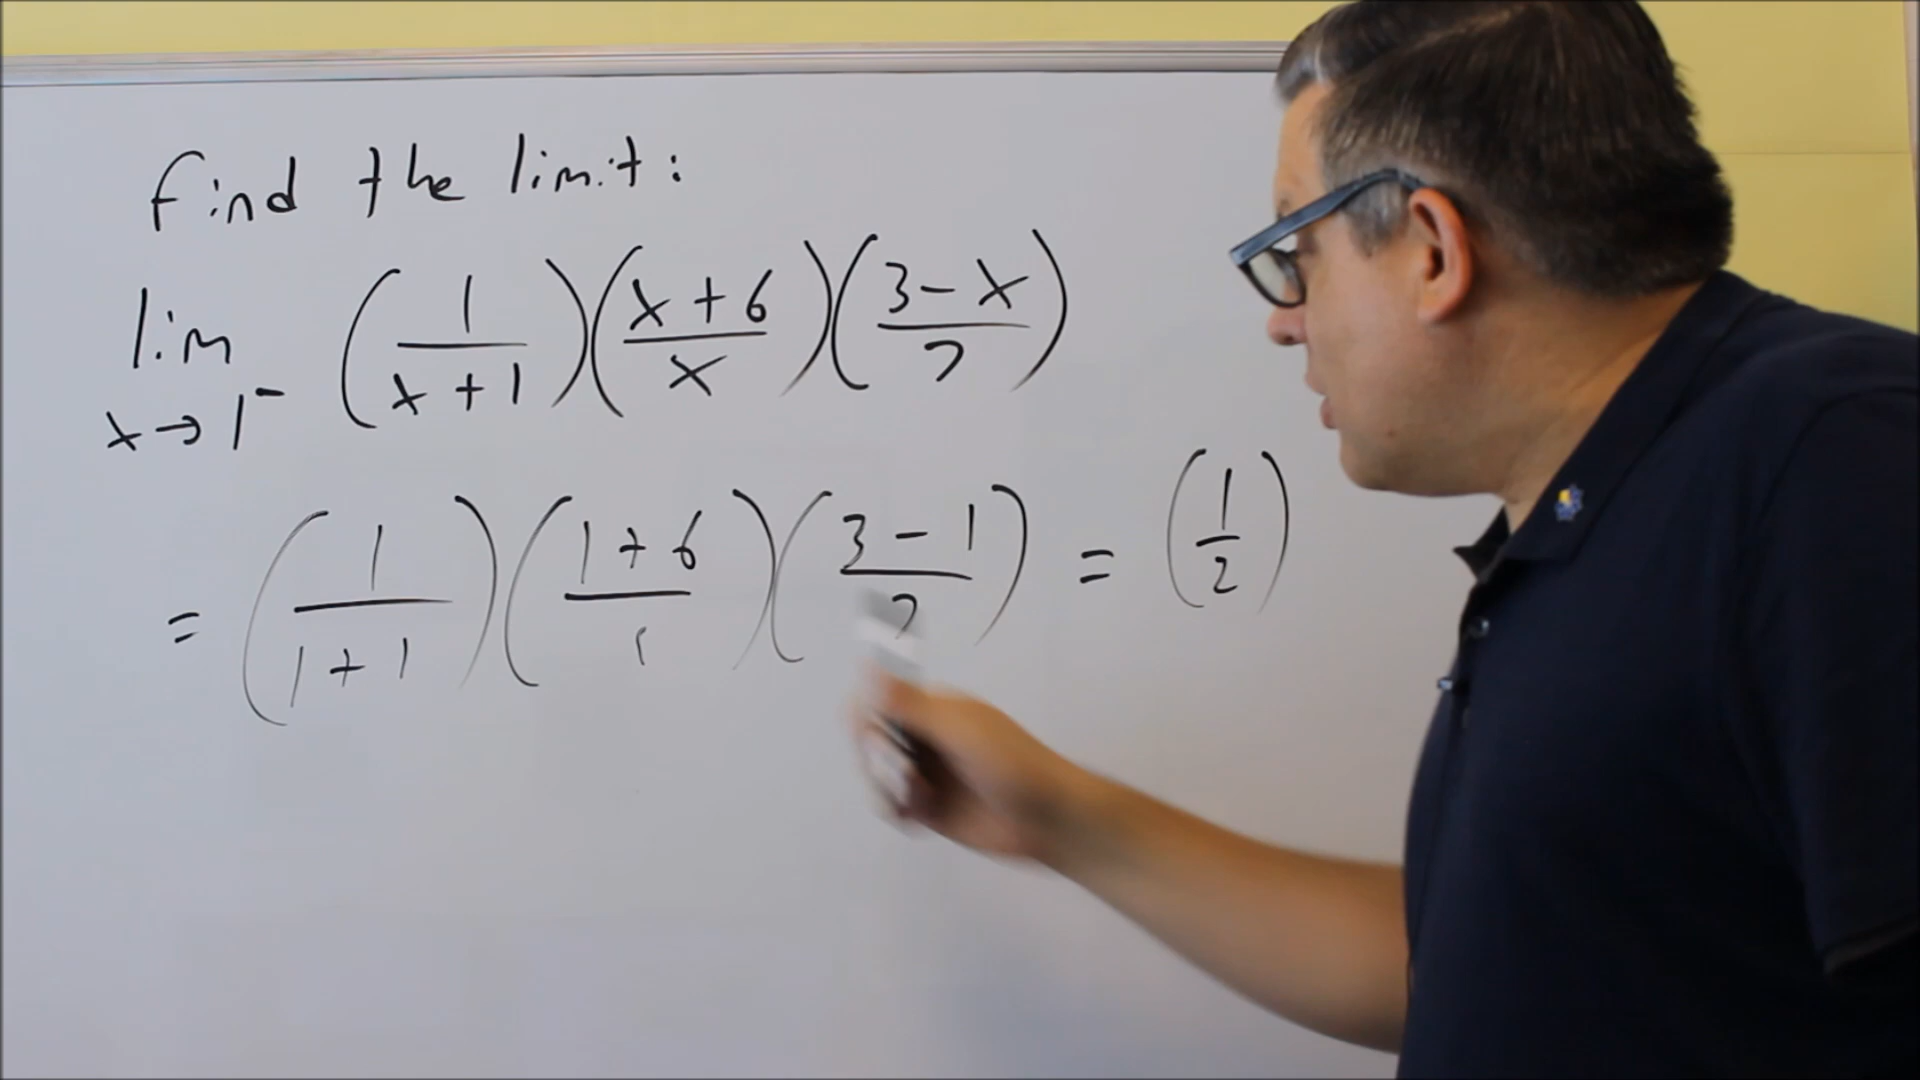 Find the limit:
lim x→1⁻ (1/(x+1))((x+6)/x)((3-x)/7)
= (1/(1+1))((1+6)/1)((3-1)/7) = (1/2)